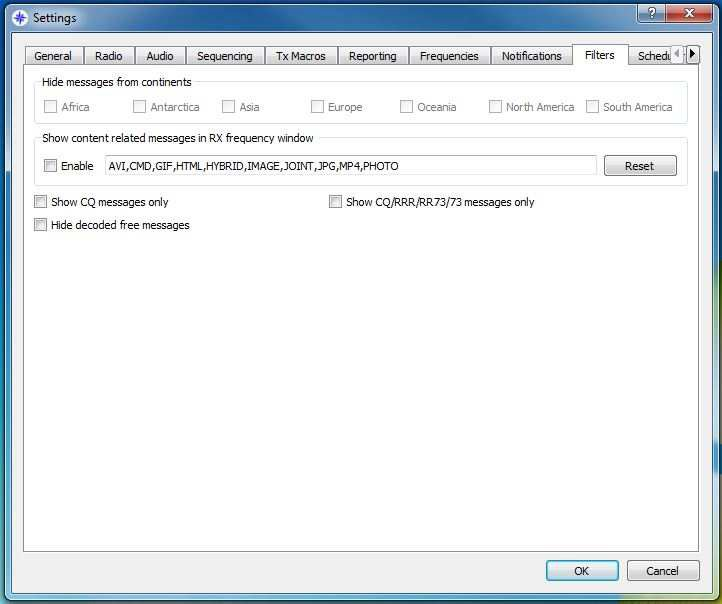 Settings
?
General Radio Audio Sequencing Tx Macros Reporting Frequencies Notifications Filters Schedu
Hide messages from continents
Africa Antarctica Asia Europe Oceania North America South America
Show content related messages in RX frequency window
Enable AVI,CMD,GIF,HTML,HYBRID,IMAGE,JOINT,JPG,MP4,PHOTO Reset
Show CQ messages only Show CQ/RRR/RR73/73 messages only
Hide decoded free messages
OK Cancel